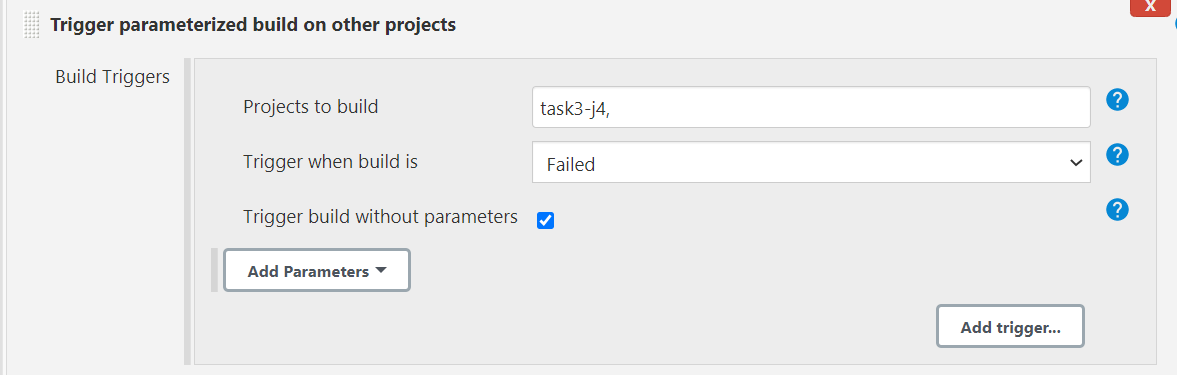 X
Trigger parameterized build on other projects
Build Triggers
Projects to build
task3-j4,
?
Trigger when build is
Failed
?
Trigger build without parameters
?
Add Parameters
Add trigger...